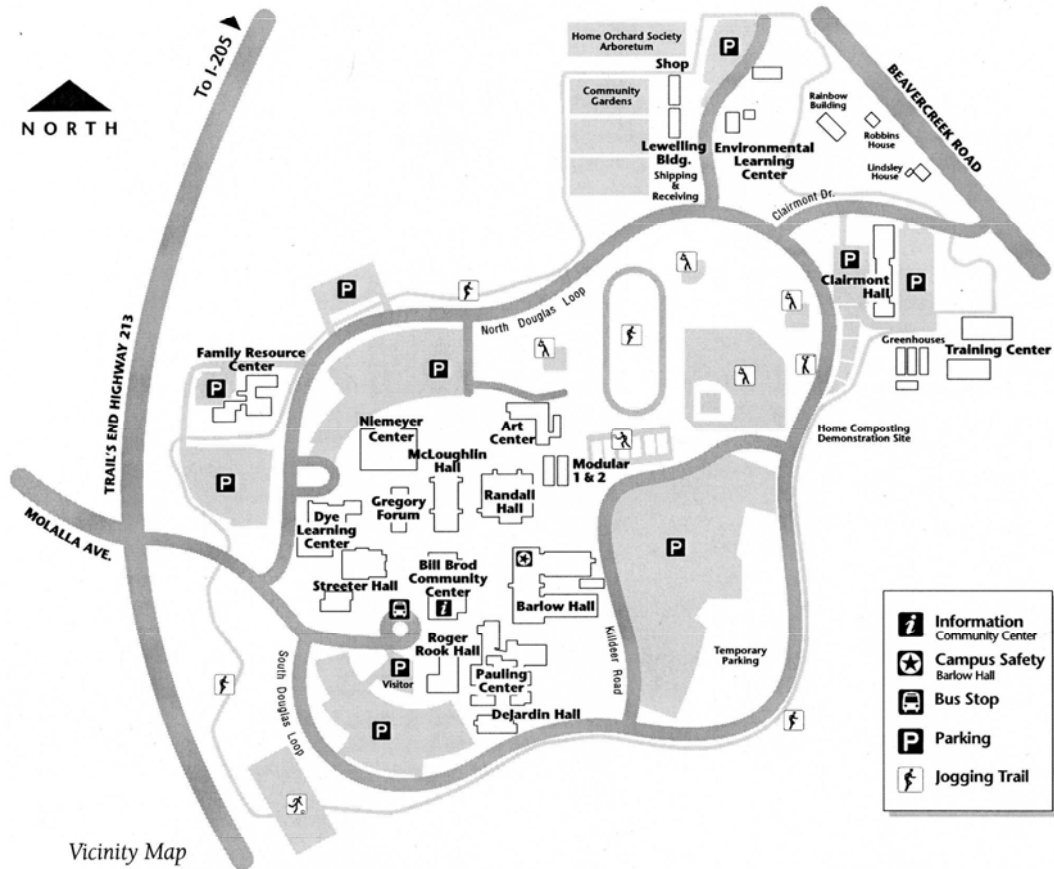 To I-205
NORTH
Home Orchard Society
Arboretum
P
Shop
Community
Gardens
Lewelling
Bldg.
Shipping
&
Receiving
Environmental
Learning
Center
Rainbow
Building
Robbins
House
Lindsley
House
BEAVERCREEK ROAD
Clairmont Dr.
P
Clairmont
Hall
P
Greenhouses
Training Center
Home Composting
Demonstration Site
TRAIL'S END HIGHWAY 213
MOLALLA AVE.
P
North Douglas Loop
Family Resource
Center
P
P
P
Niemeyer
Center
Art
Center
McLoughlin
Hall
Modular
1 & 2
Randall
Hall
Gregory
Forum
Dye
Learning
Center
Streeter Hall
Bill Brod
Community
Center
i
Barlow Hall
P
Killdeer Road
Temporary
Parking
Roger
Rook Hall
P
Visitor
Pauling
Center
DeJardin Hall
South Douglas Loop
P
i Information
Community Center
Campus Safety
Barlow Hall
Bus Stop
P Parking
Jogging Trail
Vicinity Map